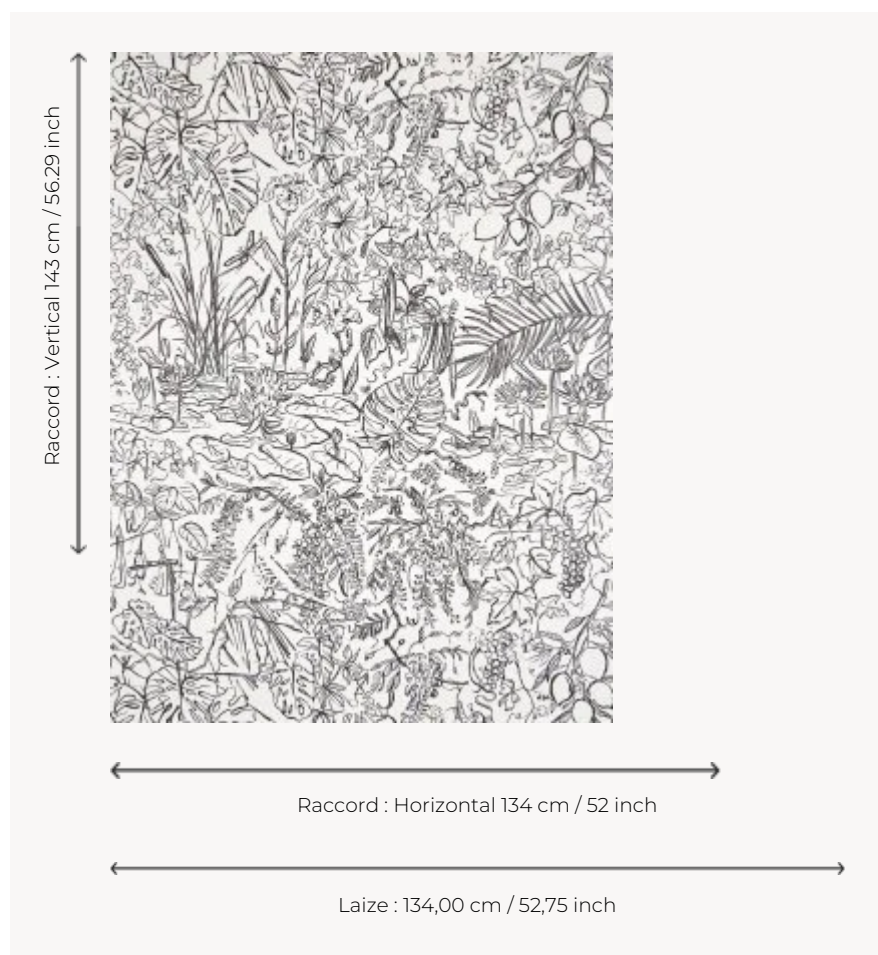 Raccord : Vertical 143 cm / 56.29 inch
Raccord : Horizontal 134 cm / 52 inch
Laize : 134,00 cm / 52,75 inch